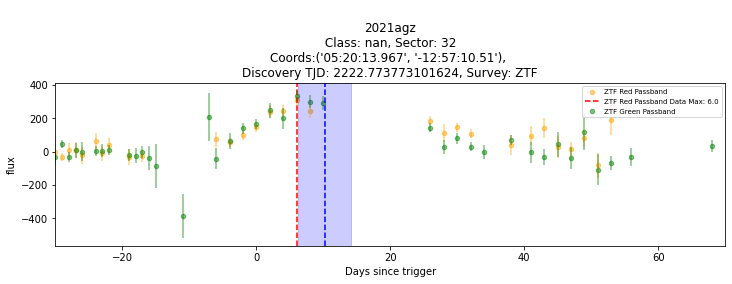 2021agz
Class: nan, Sector: 32
Coords:('05:20:13.967', '-12:57:10.51'),
Discovery TJD: 2222.773773101624, Survey: ZTF
ZTF Red Passband
ZTF Red Passband Data Max: 6.0
ZTF Green Passband
400
200
0
−200
−400
flux
−20
0
20
40
60
Days since trigger